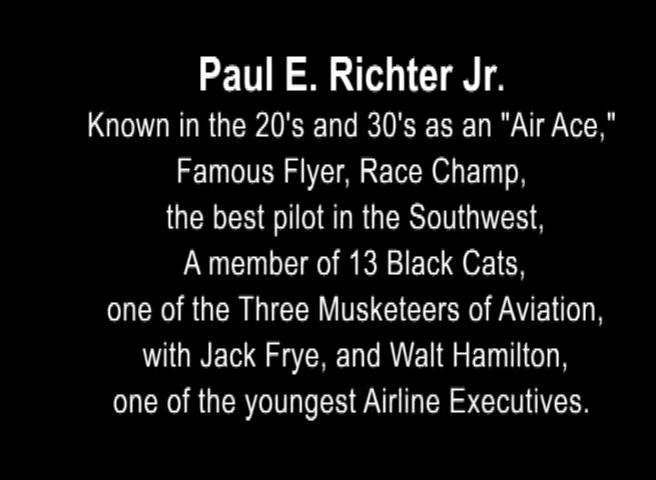 Paul E. Richter Jr.
Known in the 20's and 30's as an "Air Ace,"
Famous Flyer, Race Champ,
the best pilot in the Southwest,
A member of 13 Black Cats,
one of the Three Musketeers of Aviation,
with Jack Frye, and Walt Hamilton,
one of the youngest Airline Executives.